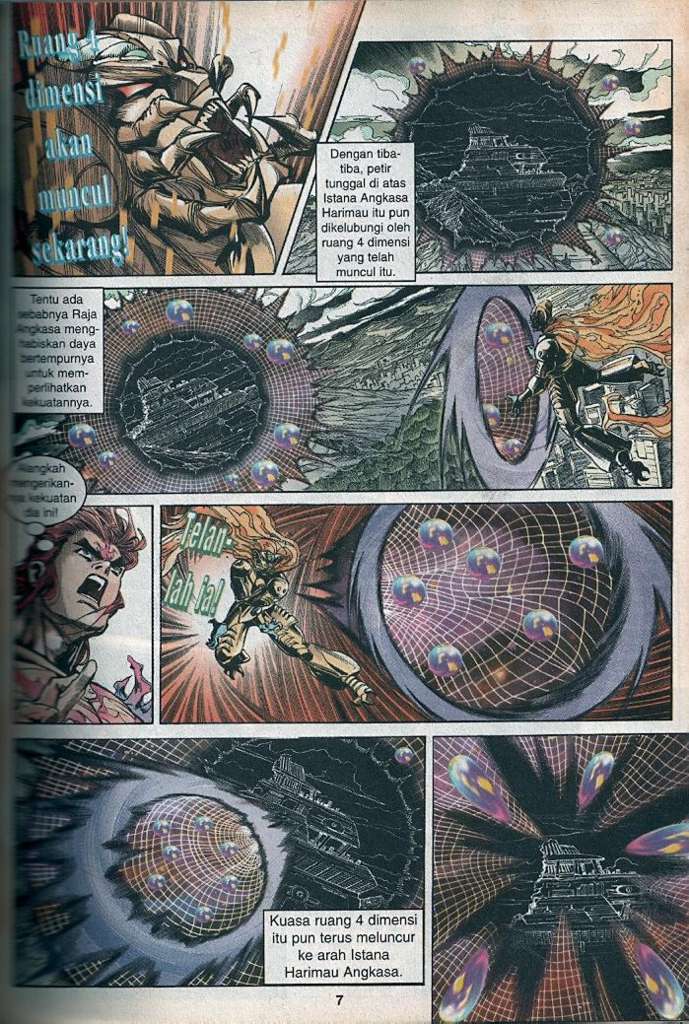 Ruang 4
dimensi
akan
muncul
sekarang!
Dengan tiba-
tiba, petir
tunggal di atas
Istana Angkasa
Harimau itu pun
dikelubungi oleh
ruang 4 dimensi
yang telah
muncul itu.
Tentu ada
sebabnya Raja
Angkasa meng-
habiskan daya
bertempurnya
untuk mem-
perlihatkan
kekuatannya.
Alangkah
mengerikan-
nya kekuatan
dia ini!
Telan-
lah ia!
Kuasa ruang 4 dimensi
itu pun terus meluncur
ke arah Istana
Harimau Angkasa.
7